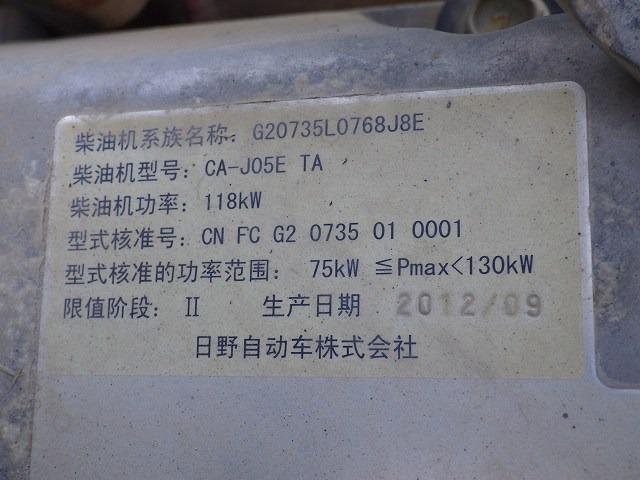 柴油机系族名称: G20735L0768J8E
柴油机型号: CA-J05E TA
柴油机功率: 118kW
型式核准号: CN FC G2 0735 01 0001
型式核准的功率范围: 75kW ≦Pmax<130kW
限值阶段: Ⅱ 生产日期 2012/09
日野自动车株式会社